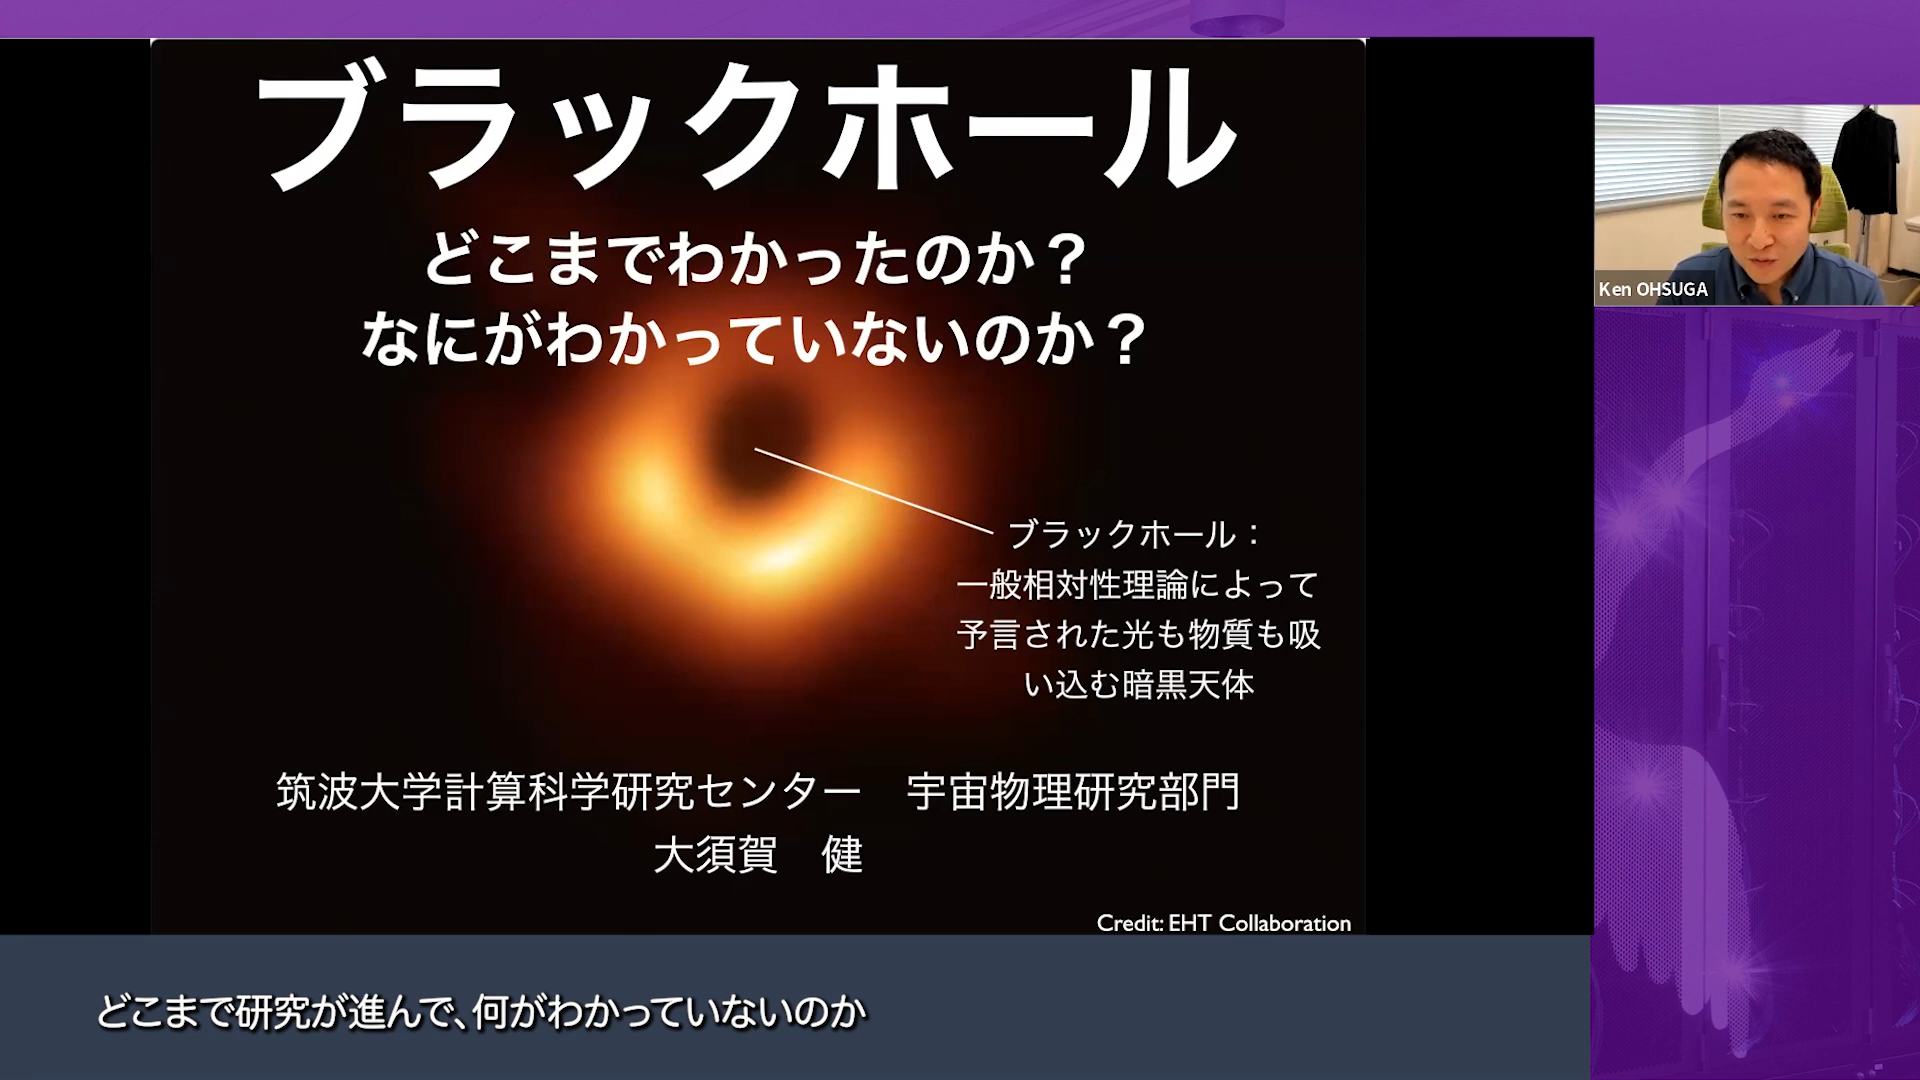 ブラックホール
どこまでわかったのか？
なにがわかっていないのか？
ブラックホール：
一般相対性理論によって
予言された光も物質も吸
い込む暗黒天体
筑波大学計算科学研究センター　宇宙物理研究部門
大須賀　健
Credit: EHT Collaboration
Ken OHSUGA
どこまで研究が進んで、何がわかっていないのか